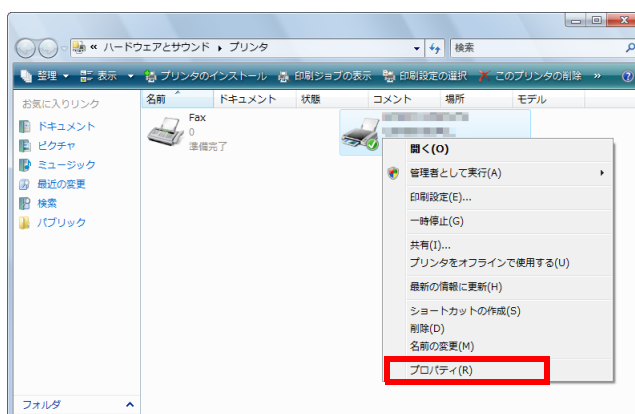 « ハードウェアとサウンド ▸ プリンタ
検索
整理 表示 プリンタのインストール 印刷ジョブの表示 印刷設定の選択 このプリンタの削除 »
お気に入りリンク
ドキュメント
ピクチャ
ミュージック
最近の変更
検索
パブリック
フォルダ
名前 ドキュメント 状態 コメント 場所 モデル
Fax
0
準備完了
開く(O)
管理者として実行(A)
印刷設定(E)...
一時停止(G)
共有(I)...
プリンタをオフラインで使用する(U)
最新の情報に更新(H)
ショートカットの作成(S)
削除(D)
名前の変更(M)
プロパティ(R)